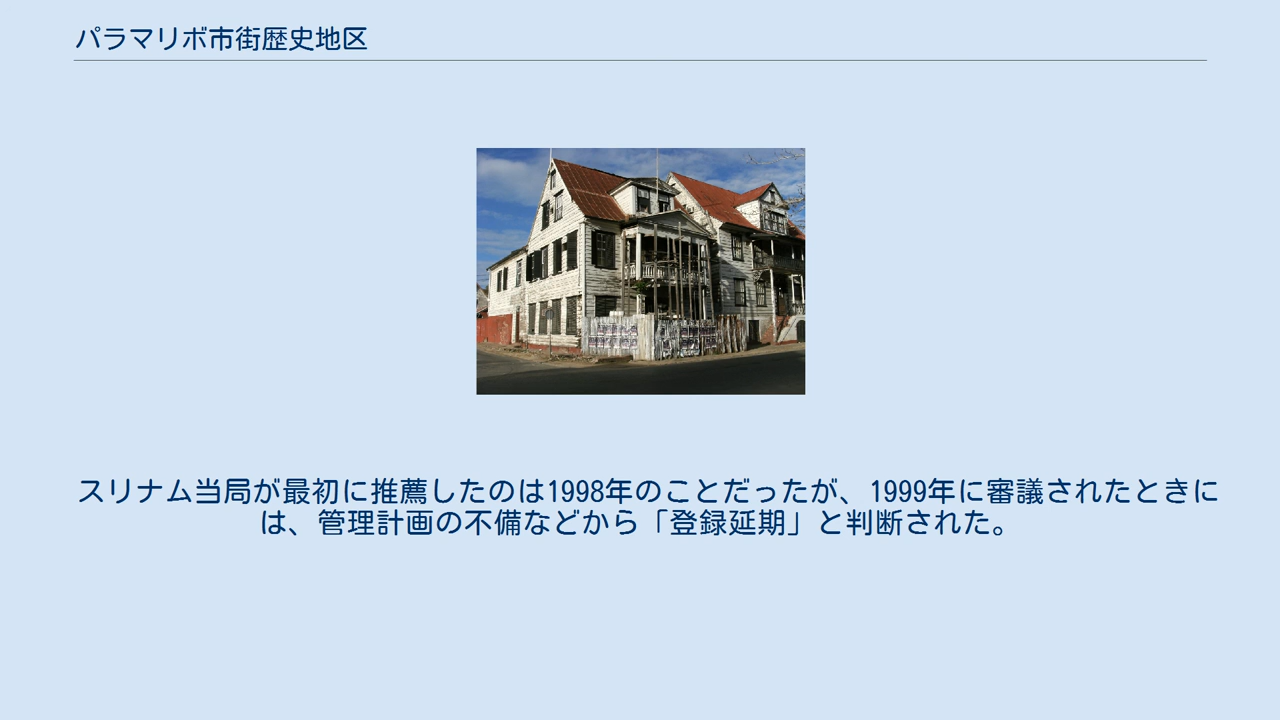 パラマリボ市街歴史地区
スリナム当局が最初に推薦したのは1998年のことだったが、1999年に審議されたときに
は、管理計画の不備などから「登録延期」と判断された。